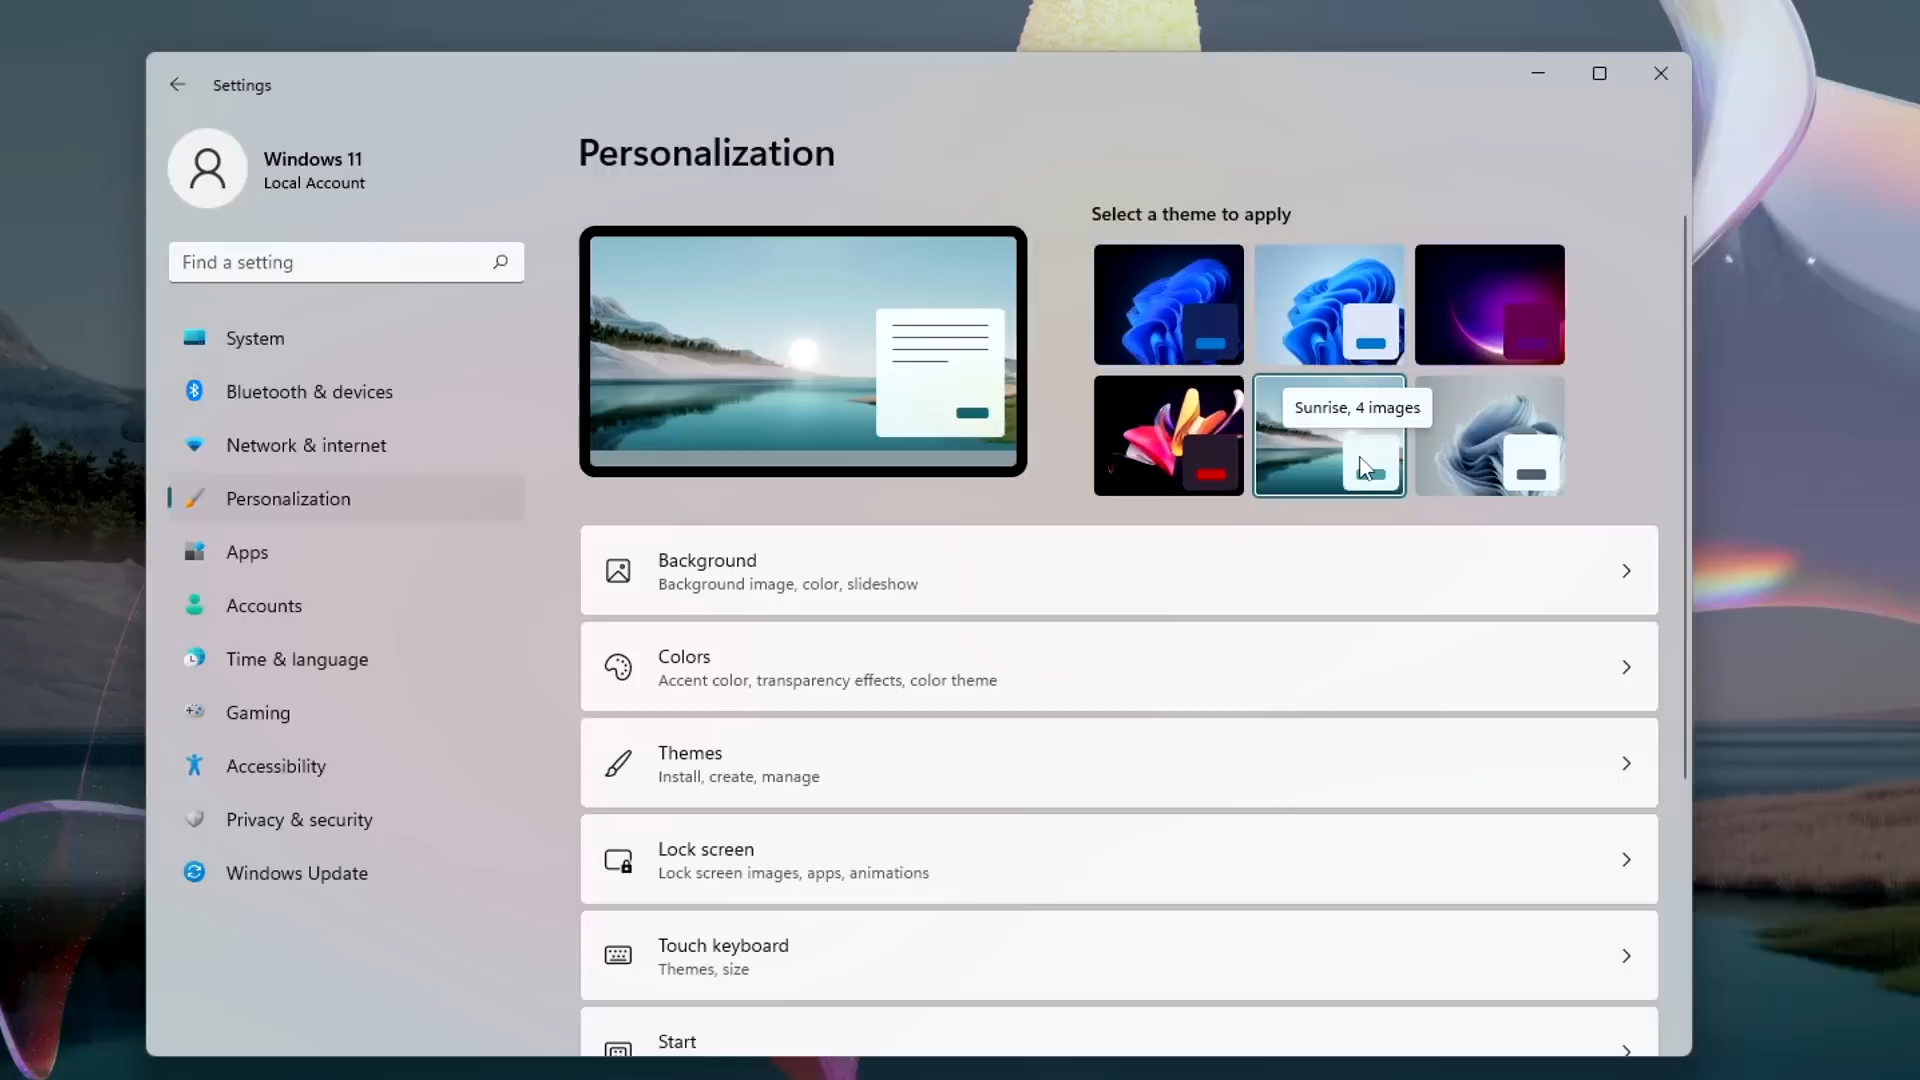 Settings
Windows 11
Local Account
Find a setting
System
Bluetooth & devices
Network & internet
Personalization
Apps
Accounts
Time & language
Gaming
Accessibility
Privacy & security
Windows Update
Personalization
Select a theme to apply
Sunrise, 4 images
Background
Background image, color, slideshow
Colors
Accent color, transparency effects, color theme
Themes
Install, create, manage
Lock screen
Lock screen images, apps, animations
Touch keyboard
Themes, size
Start